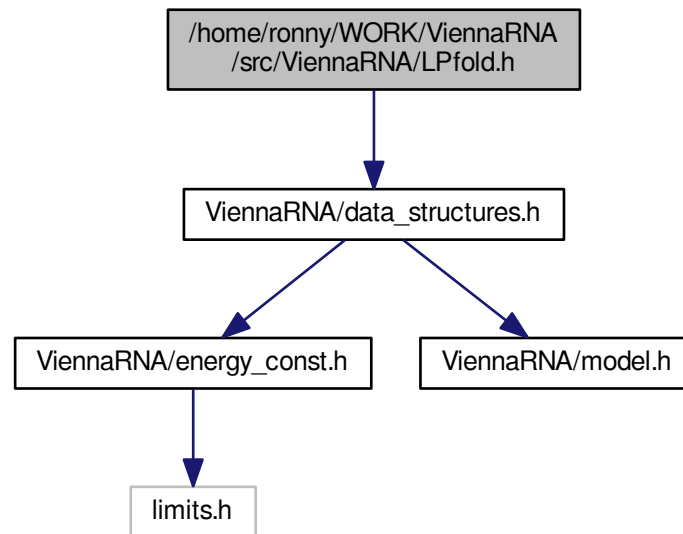 /home/ronny/WORK/ViennaRNA
/src/ViennaRNA/LPfold.h
ViennaRNA/data_structures.h
ViennaRNA/energy_const.h
ViennaRNA/model.h
limits.h